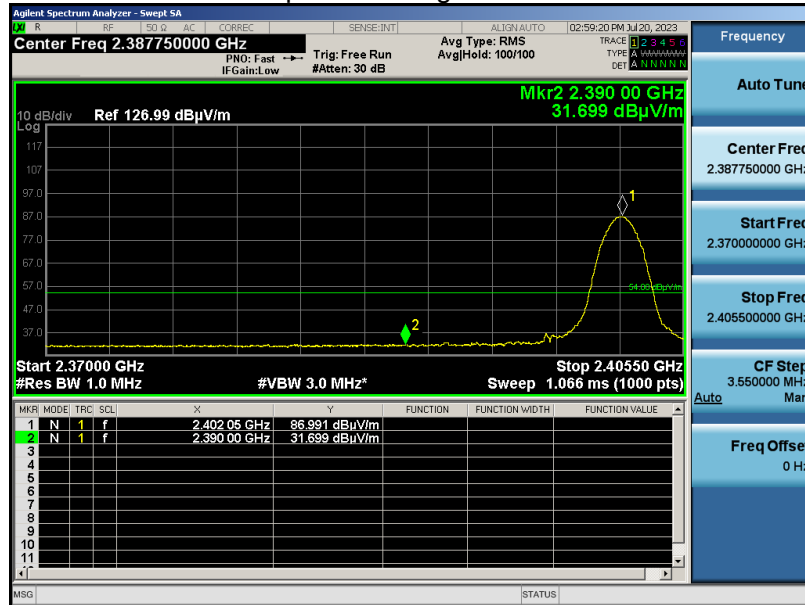 Agilent Spectrum Analyzer - Swept SA
LXI R RF 50 Ω AC CORREC SENSE:INT ALIGN AUTO 02:59:20 PM Jul 20, 2023
Center Freq 2.387750000 GHz
PNO: Fast
IFGain:Low
Trig: Free Run
#Atten: 30 dB
Avg Type: RMS
Avg|Hold: 100/100
TRACE 1 2 3 4 5 6
TYPE A WWWWW
DET A N N N N N
Mkr2 2.390 00 GHz
31.699 dBµV/m
10 dB/div Ref 126.99 dBµV/m
Log
117
107
97.0
87.0
77.0
67.0
57.0
47.0
37.0
1
2
54.00 dBµV/m
Start 2.37000 GHz Stop 2.40550 GHz
#Res BW 1.0 MHz #VBW 3.0 MHz* Sweep 1.066 ms (1000 pts)
MKR MODE TRC SCL X Y FUNCTION FUNCTION WIDTH FUNCTION VALUE
1 N 1 f 2.402 05 GHz 86.991 dBµV/m
2 N 1 f 2.390 00 GHz 31.699 dBµV/m
3
4
5
6
7
8
9
10
11
MSG STATUS
Frequency
Auto Tune
Center Freq
2.387750000 GHz
Start Freq
2.370000000 GHz
Stop Freq
2.405500000 GHz
CF Step
3.550000 MHz
Auto Man
Freq Offset
0 Hz